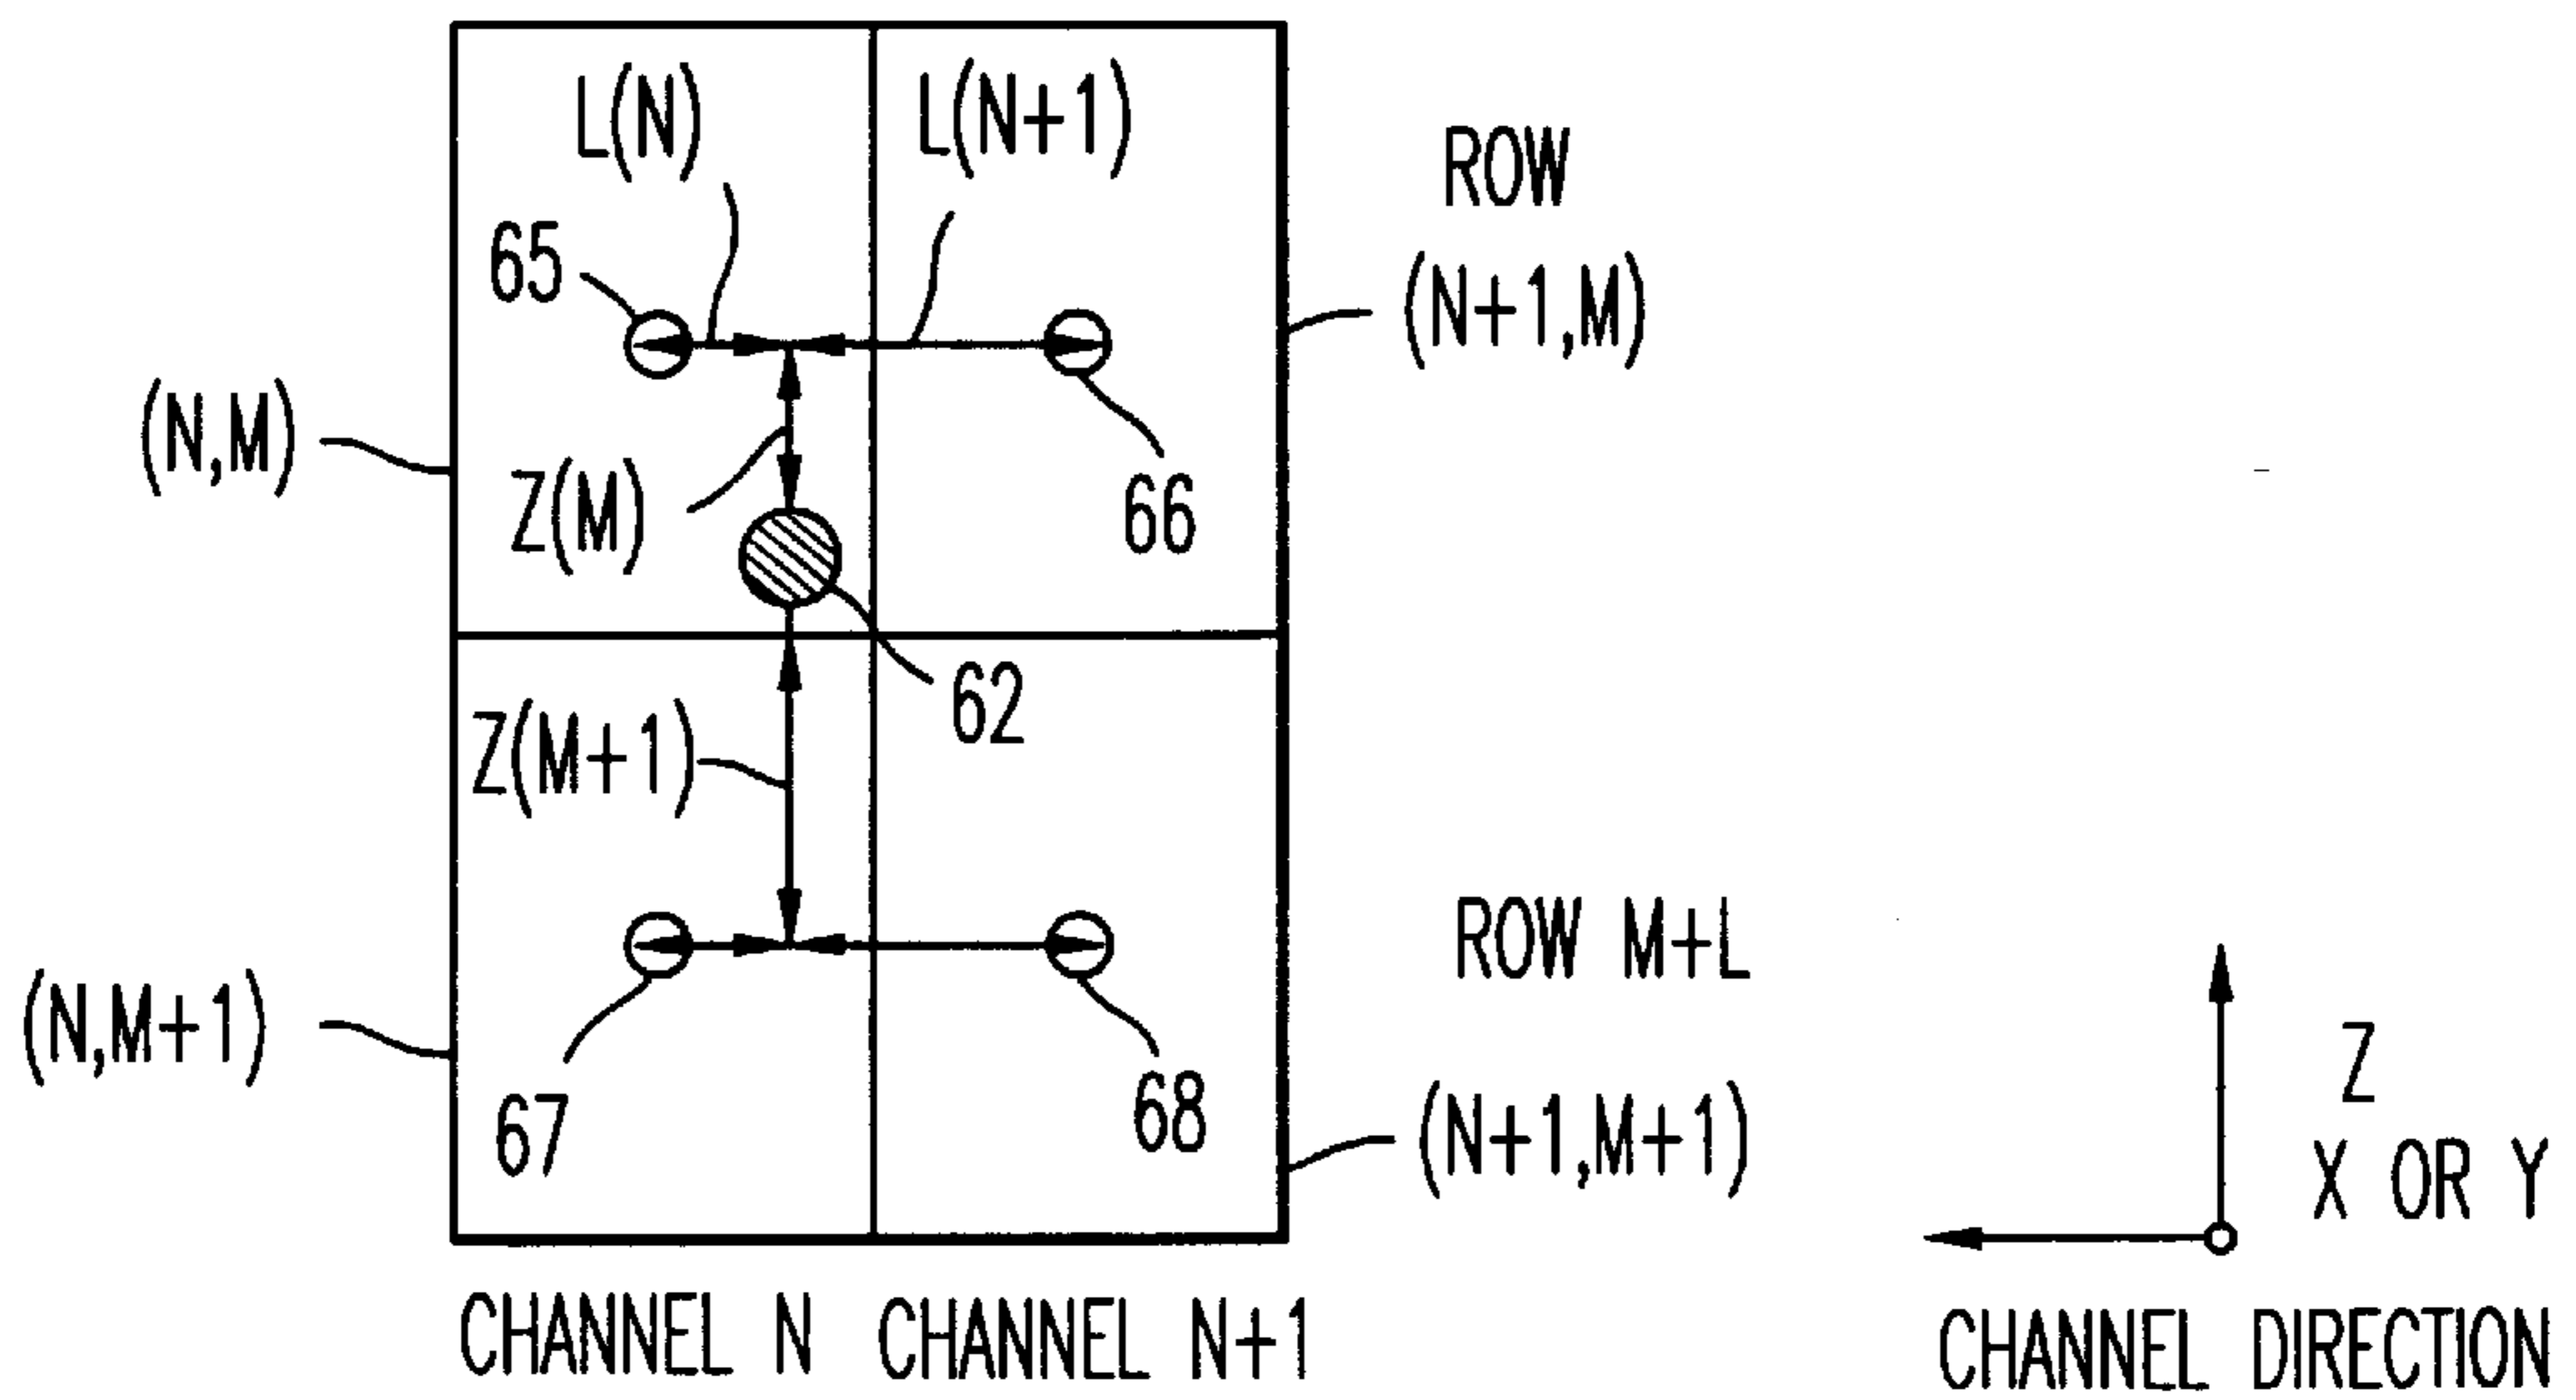 L(N) L(N+1)
ROW
65
(N+1,M)
(N,M)
Z(M)
66
62
Z(M+1)
ROW M+L
(N,M+1)
67
68
(N+1,M+1)
Z
X OR Y
CHANNEL N CHANNEL N+1
CHANNEL DIRECTION